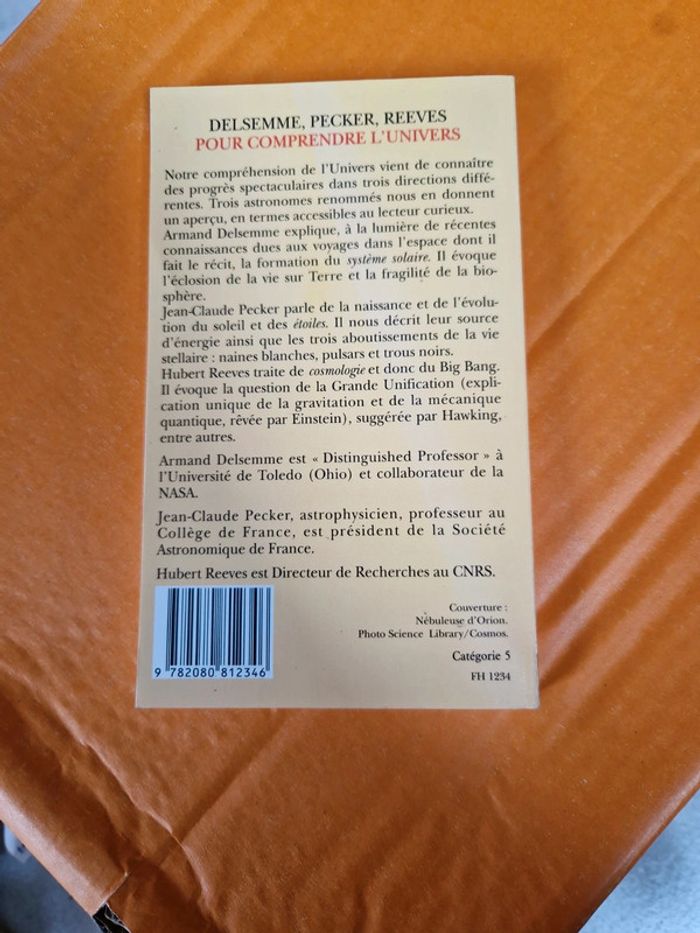 DELSEMME, PECKER, REEVES
POUR COMPRENDRE L'UNIVERS
Notre compréhension de l'Univers vient de connaître
des progrès spectaculaires dans trois directions diffé-
rentes. Trois astronomes renommés nous en donnent
un aperçu, en termes accessibles au lecteur curieux.
Armand Delsemme explique, à la lumière de récentes
connaissances dues aux voyages dans l'espace dont il
fait le récit, la formation du système solaire. Il évoque
l'éclosion de la vie sur Terre et la fragilité de la bio-
sphère.
Jean-Claude Pecker parle de la naissance et de l'évolu-
tion du soleil et des étoiles. Il nous décrit leur source
d'énergie ainsi que les trois aboutissements de la vie
stellaire : naines blanches, pulsars et trous noirs.
Hubert Reeves traite de cosmologie et donc du Big Bang.
Il évoque la question de la Grande Unification (expli-
cation unique de la gravitation et de la mécanique
quantique, rêvée par Einstein), suggérée par Hawking,
entre autres.
Armand Delsemme est « Distinguished Professor » à
l'Université de Toledo (Ohio) et collaborateur de la
NASA.
Jean-Claude Pecker, astrophysicien, professeur au
Collège de France, est président de la Société
Astronomique de France.
Hubert Reeves est Directeur de Recherches au CNRS.
Couverture :
Nébuleuse d'Orion.
Photo Science Library/Cosmos.
Catégorie 5
FH 1234
9 782080 812346